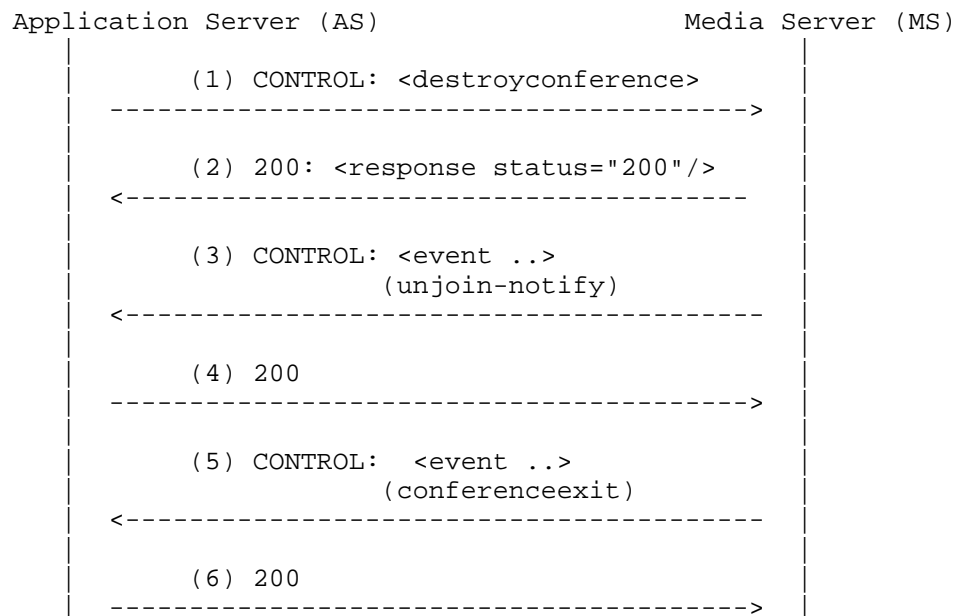 Application Server (AS) Media Server (MS)
(1) CONTROL: <destroyconference>
(2) 200: <response status="200"/>
(3) CONTROL: <event ..>
(unjoin-notify)
(4) 200
(5) CONTROL: <event ..>
(conferenceexit)
(6) 200